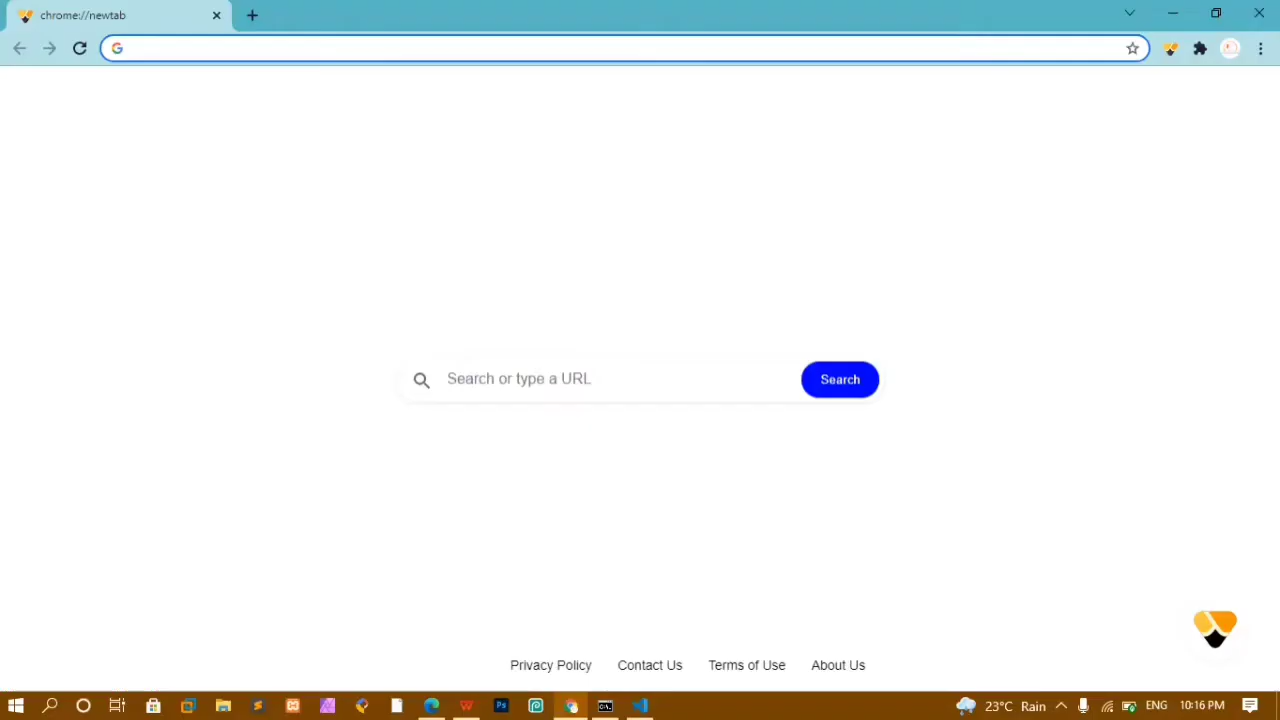 chrome://newtab
Search or type a URL
Search
Privacy Policy
Contact Us
Terms of Use
About Us
23°C Rain
ENG
10:16 PM